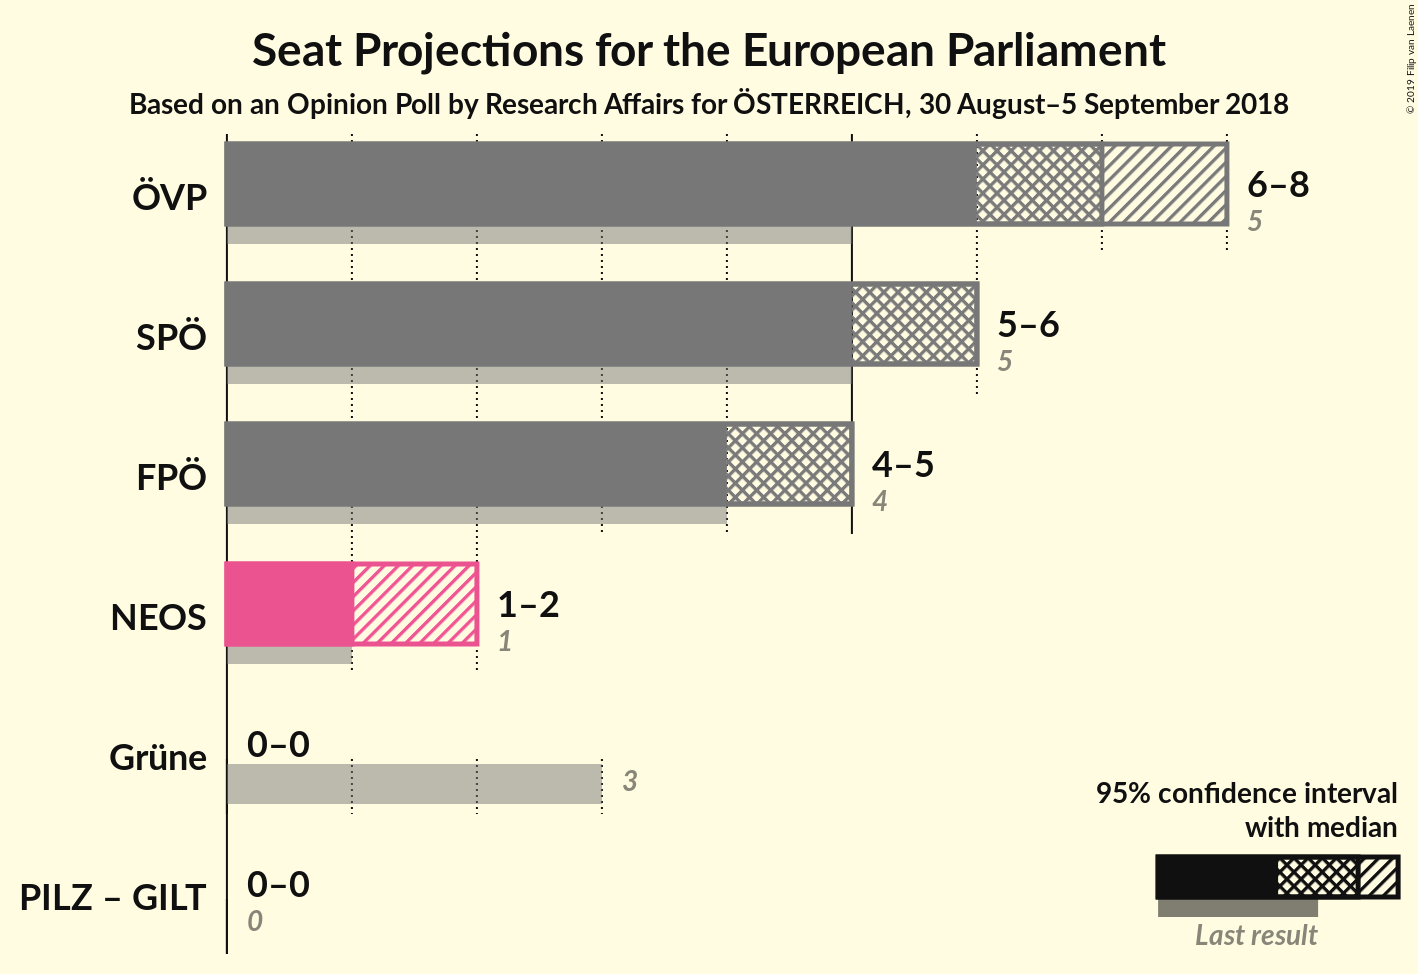 Seat Projections for the European Parliament
Based on an Opinion Poll by Research Affairs for ÖSTERREICH, 30 August–5 September 2018
© 2019 Filip van Laenen
ÖVP
6–8
5
SPÖ
5–6
5
FPÖ
4–5
4
NEOS
1–2
1
Grüne
0–0
3
PILZ – GILT
0–0
0
95% confidence interval
with median
Last result